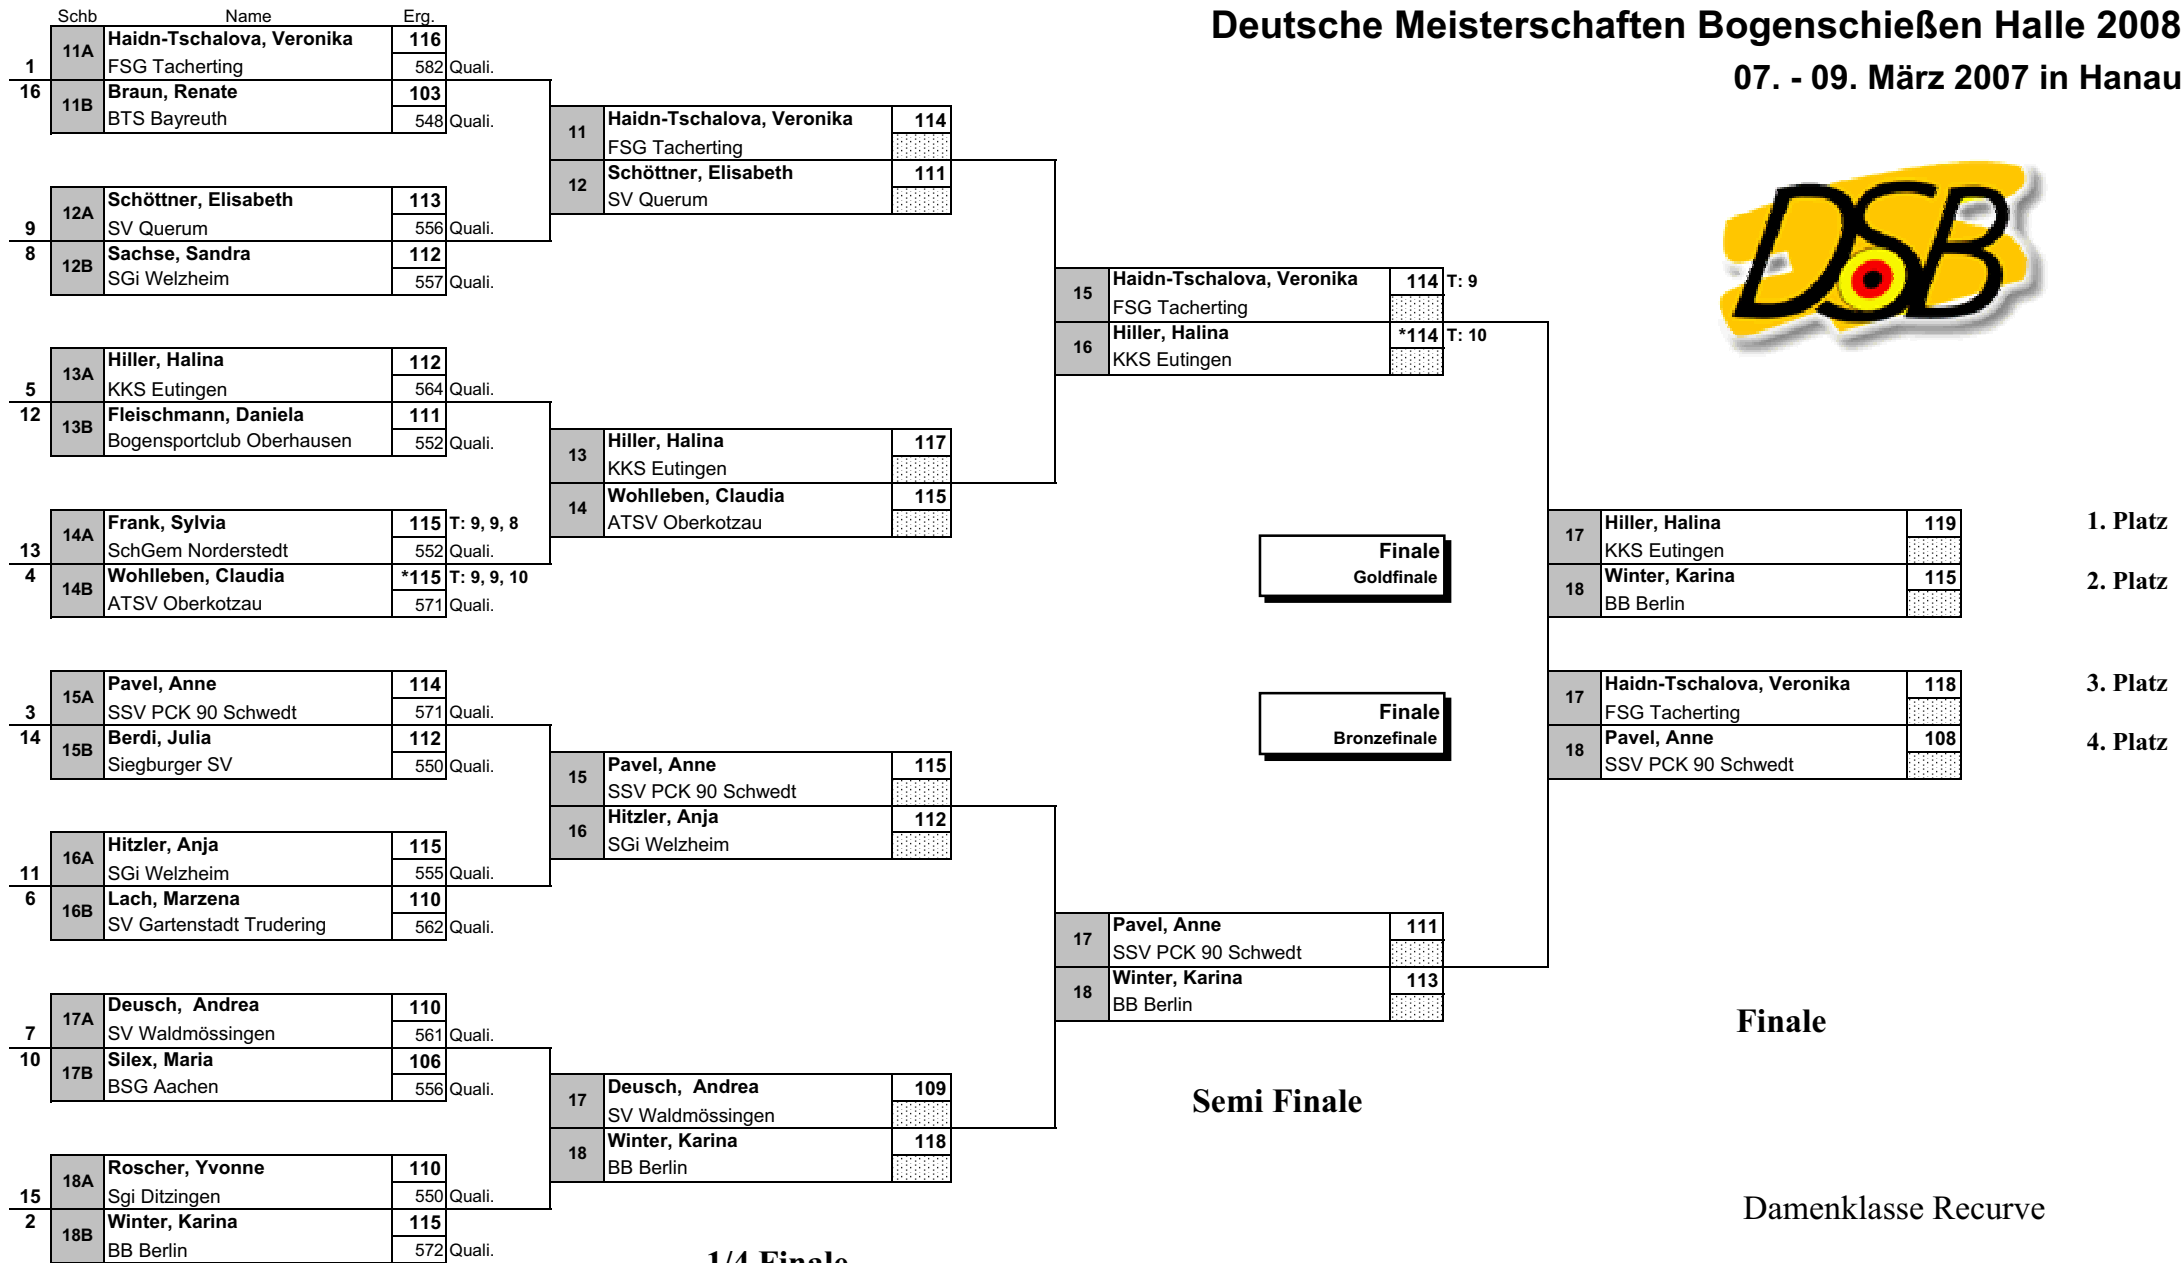 Deutsche Meisterschaften Bogenschießen Halle 2008
07. - 09. März 2007 in Hanau
DSB
Schb Name Erg.
11A Haidn-Tschalova, Veronika 116
1 FSG Tacherting 582 Quali.
16 11B Braun, Renate 103
BTS Bayreuth 548 Quali.
12A Schöttner, Elisabeth 113
9 SV Querum 556 Quali.
8 12B Sachse, Sandra 112
SGi Welzheim 557 Quali.
13A Hiller, Halina 112
5 KKS Eutingen 564 Quali.
12 13B Fleischmann, Daniela 111
Bogensportclub Oberhausen 552 Quali.
14A Frank, Sylvia 115 T: 9, 9, 8
13 SchGem Norderstedt 552 Quali.
4 14B Wohlleben, Claudia *115 T: 9, 9, 10
ATSV Oberkotzau 571 Quali.
15A Pavel, Anne 114
3 SSV PCK 90 Schwedt 571 Quali.
14 15B Berdi, Julia 112
Siegburger SV 550 Quali.
16A Hitzler, Anja 115
11 SGi Welzheim 555 Quali.
6 16B Lach, Marzena 110
SV Gartenstadt Trudering 562 Quali.
17A Deusch, Andrea 110
7 SV Waldmössingen 561 Quali.
10 17B Silex, Maria 106
BSG Aachen 556 Quali.
18A Roscher, Yvonne 110
15 Sgi Ditzingen 550 Quali.
2 18B Winter, Karina 115
BB Berlin 572 Quali.
11 Haidn-Tschalova, Veronika 114
FSG Tacherting
12 Schöttner, Elisabeth 111
SV Querum
13 Hiller, Halina 117
KKS Eutingen
14 Wohlleben, Claudia 115
ATSV Oberkotzau
15 Pavel, Anne 115
SSV PCK 90 Schwedt
16 Hitzler, Anja 112
SGi Welzheim
17 Deusch, Andrea 109
SV Waldmössingen
18 Winter, Karina 118
BB Berlin
1/4 Finale
15 Haidn-Tschalova, Veronika 114 T: 9
FSG Tacherting
16 Hiller, Halina *114 T: 10
KKS Eutingen
Finale
Goldfinale
Finale
Bronzefinale
17 Pavel, Anne 111
SSV PCK 90 Schwedt
18 Winter, Karina 113
BB Berlin
Semi Finale
17 Hiller, Halina 119 1. Platz
KKS Eutingen
18 Winter, Karina 115 2. Platz
BB Berlin
17 Haidn-Tschalova, Veronika 118 3. Platz
FSG Tacherting
18 Pavel, Anne 108 4. Platz
SSV PCK 90 Schwedt
Finale
Damenklasse Recurve